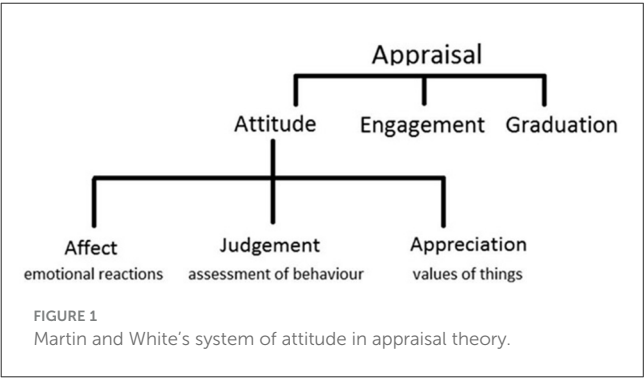 Appraisal
Attitude Engagement Graduation
Affect Judgement Appreciation
emotional reactions assessment of behaviour values of things
FIGURE 1
Martin and White's system of attitude in appraisal theory.